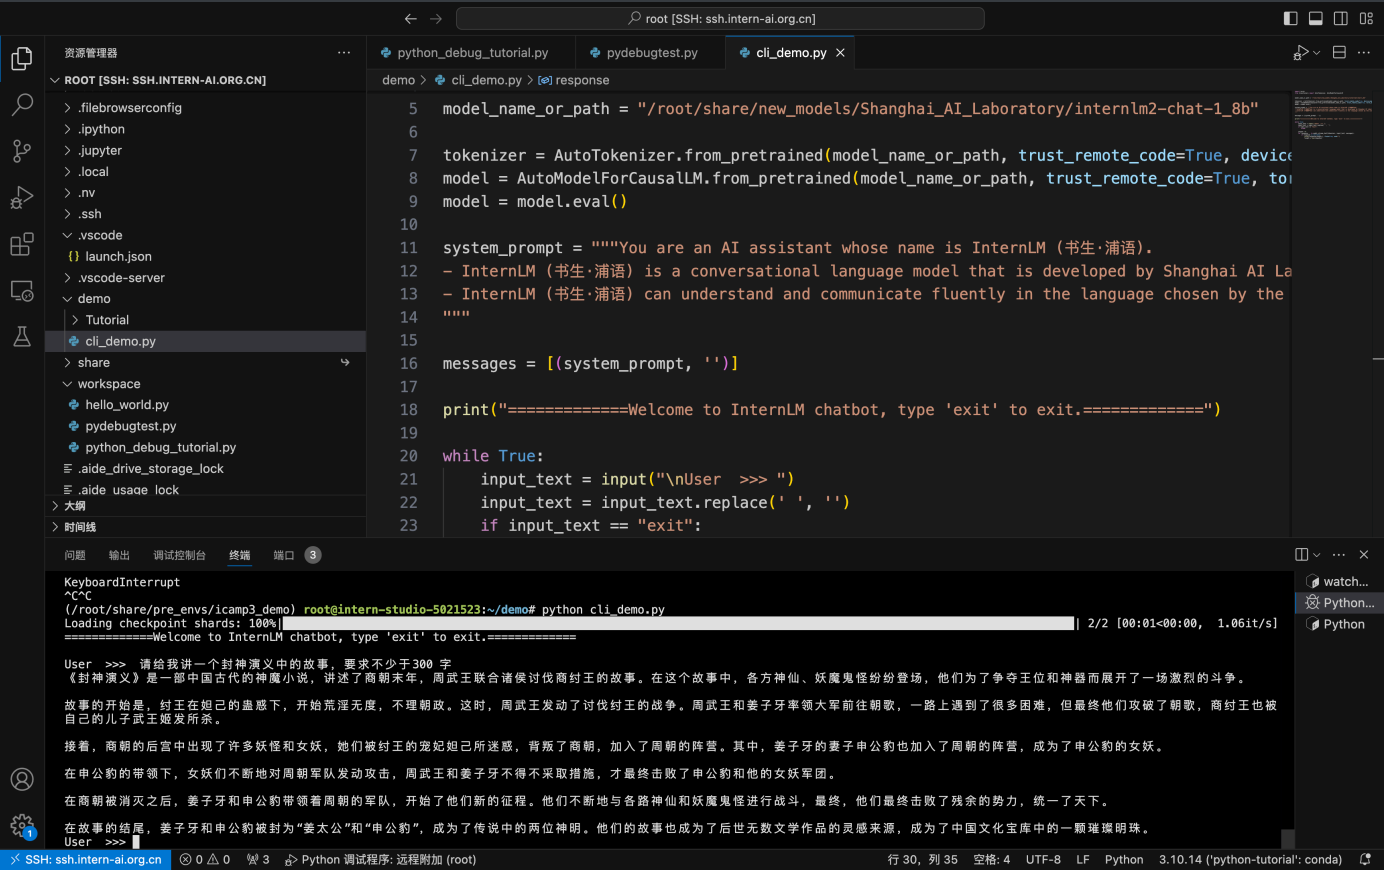 root [SSH: ssh.intern-ai.org.cn]
资源管理器
ROOT [SSH: SSH.INTERN-AI.ORG.CN]
.filebrowserconfig
.ipython
.jupyter
.local
.nv
.ssh
.vscode
{} launch.json
.vscode-server
demo
Tutorial
cli_demo.py
share
workspace
hello_world.py
pydebugtest.py
python_debug_tutorial.py
.aide_drive_storage_lock
.aide_usage_lock
大纲
时间线
python_debug_tutorial.py
pydebugtest.py
cli_demo.py
demo > cli_demo.py > response
5 model_name_or_path = "/root/share/new_models/Shanghai_AI_Laboratory/internlm2-chat-1_8b"
6
7 tokenizer = AutoTokenizer.from_pretrained(model_name_or_path, trust_remote_code=True, device
8 model = AutoModelForCausalLM.from_pretrained(model_name_or_path, trust_remote_code=True, tor
9 model = model.eval()
10
11 system_prompt = """You are an AI assistant whose name is InternLM (书生·浦语).
12 - InternLM (书生·浦语) is a conversational language model that is developed by Shanghai AI La
13 - InternLM (书生·浦语) can understand and communicate fluently in the language chosen by the
14 """
15
16 messages = [(system_prompt, '')]
17
18 print("=============Welcome to InternLM chatbot, type 'exit' to exit.=============")
19
20 while True:
21 input_text = input("\nUser  >>> ")
22 input_text = input_text.replace(' ', '')
23 if input_text == "exit":
问题 输出 调试控制台 终端 端口 3
KeyboardInterrupt
^C^C
(/root/share/pre_envs/icamp3_demo) root@intern-studio-5021523:~/demo# python cli_demo.py
Loading checkpoint shards: 100%| | 2/2 [00:01<00:00,  1.06it/s]
=============Welcome to InternLM chatbot, type 'exit' to exit.=============
User  >>>  请给我讲一个封神演义中的故事，要求不少于300 字
《封神演义》是一部中国古代的神魔小说，讲述了商朝末年，周武王联合诸侯讨伐商纣王的故事。在这个故事中，各方神仙、妖魔鬼怪纷纷登场，他们为了争夺王位和神器而展开了一场激烈的斗争。
故事的开始是，纣王在妲己的蛊惑下，开始荒淫无度，不理朝政。这时，周武王发动了讨伐纣王的战争。周武王和姜子牙率领大军前往朝歌，一路上遇到了很多困难，但最终他们攻破了朝歌，商纣王也被
自己的儿子武王姬发所杀。
接着，商朝的后宫中出现了许多妖怪和女妖，她们被纣王的宠妃妲己所迷惑，背叛了商朝，加入了周朝的阵营。其中，姜子牙的妻子申公豹也加入了周朝的阵营，成为了申公豹的女妖。
在申公豹的带领下，女妖们不断地对周朝军队发动攻击，周武王和姜子牙不得不采取措施，才最终击败了申公豹和他的女妖军团。
在商朝被消灭之后，姜子牙和申公豹带领着周朝的军队，开始了他们新的征程。他们不断地与各路神仙和妖魔鬼怪进行战斗，最终，他们最终击败了残余的势力，统一了天下。
在故事的结尾，姜子牙和申公豹被封为“姜太公”和“申公豹”，成为了传说中的两位神明。他们的故事也成为了后世无数文学作品的灵感来源，成为了中国文化宝库中的一颗璀璨明珠。
User  >>>
watch...
Python...
Python
1
SSH: ssh.intern-ai.org.cn 0 0 3 Python 调试程序: 远程附加 (root) 行 30，列 35 空格: 4 UTF-8 LF Python 3.10.14 ('python-tutorial': conda)